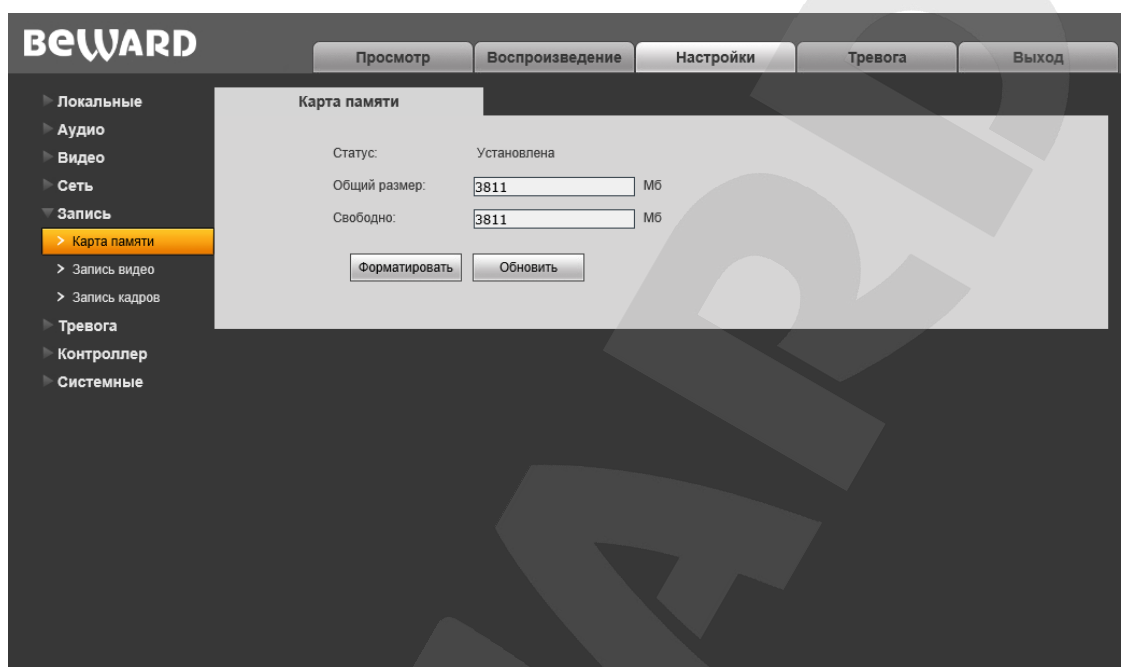 BEWARD
Просмотр Воспроизведение Настройки Тревога Выход
Локальные
Аудио
Видео
Сеть
Запись
> Карта памяти
> Запись видео
> Запись кадров
Тревога
Контроллер
Системные
Карта памяти
Статус: Установлена
Общий размер: 3811 Мб
Свободно: 3811 Мб
Форматировать Обновить